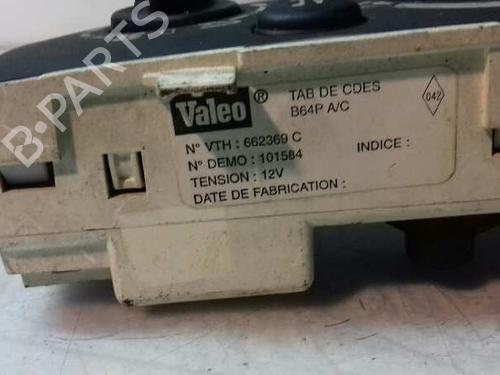 B-PARTS
Valeo ®
TAB DE CDES
B64P A/C
042
N° VTH : 662369 C
N° DEMO : 101584
INDICE :
TENSION : 12V
DATE DE FABRICATION :